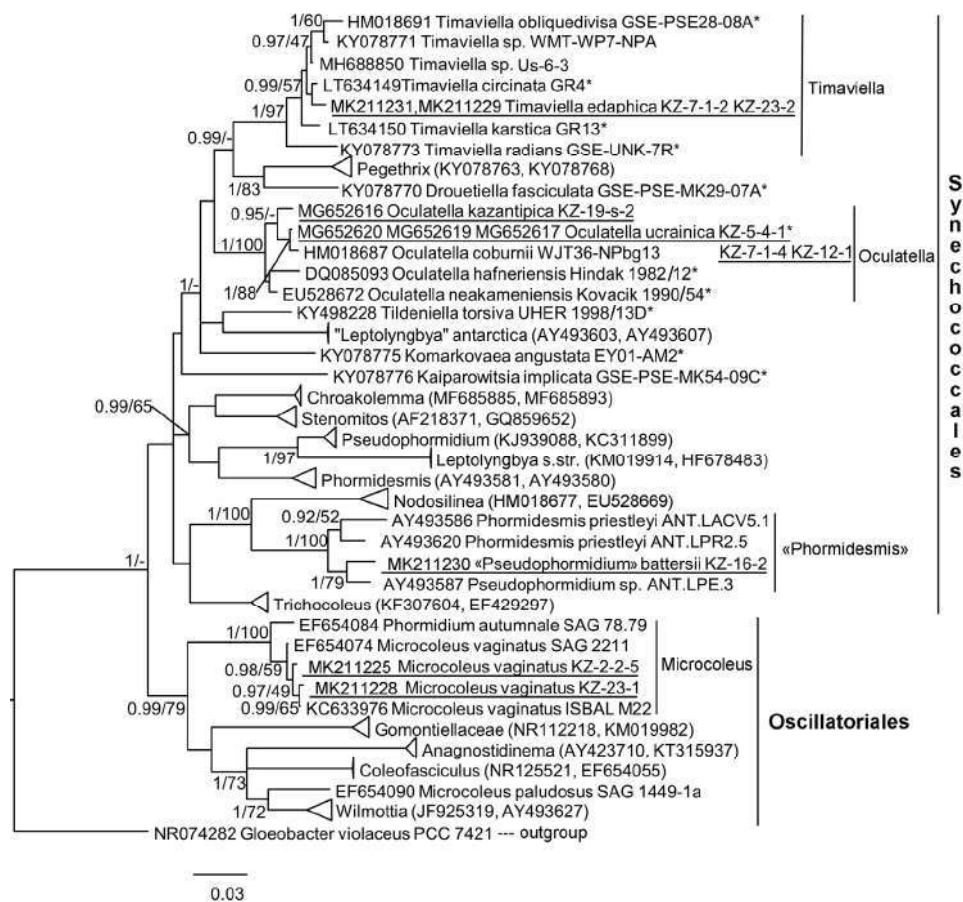 1/60
HM018691 Timaviella obliquedivisa GSE-PSE28-08A*
0.97/47
KY078771 Timaviella sp. WMT-WP7-NPA
MH688850 Timaviella sp. Us-6-3
0.99/57
LT634149Timaviella circinata GR4*
Timaviella
MK211231,MK211229 Timaviella edaphica KZ-7-1-2 KZ-23-2
1/97
LT634150 Timaviella karstica GR13*
0.99/-
KY078773 Timaviella radians GSE-UNK-7R*
Pegethrix (KY078763, KY078768)
1/83
KY078770 Drouetiella fasciculata GSE-PSE-MK29-07A*
0.95/-
MG652616 Oculatella kazantipica KZ-19-s-2
MG652620 MG652619 MG652617 Oculatella ucrainica KZ-5-4-1*
1/100
HM018687 Oculatella coburnii WJT36-NPbg13
KZ-7-1-4 KZ-12-1
Oculatella
DQ085093 Oculatella hafneriensis Hindak 1982/12*
1/-
1/88
EU528672 Oculatella neakameniensis Kovacik 1990/54*
KY498228 Tildeniella torsiva UHER 1998/13D*
"Leptolyngbya" antarctica (AY493603, AY493607)
KY078775 Komarkovaea angustata EY01-AM2*
KY078776 Kaiparowitsia implicata GSE-PSE-MK54-09C*
Synechococcales
Chroakolemma (MF685885, MF685893)
0.99/65
Stenomitos (AF218371, GQ859652)
Pseudophormidium (KJ939088, KC311899)
1/97
Leptolyngbya s.str. (KM019914, HF678483)
Phormidesmis (AY493581, AY493580)
Nodosilinea (HM018677, EU528669)
1/100
0.92/52
AY493586 Phormidesmis priestleyi ANT.LACV5.1
1/100
AY493620 Phormidesmis priestleyi ANT.LPR2.5
«Phormidesmis»
1/-
MK211230 «Pseudophormidium» battersii KZ-16-2
1/79
AY493587 Pseudophormidium sp. ANT.LPE.3
Trichocoleus (KF307604, EF429297)
EF654084 Phormidium autumnale SAG 78.79
1/100
EF654074 Microcoleus vaginatus SAG 2211
0.98/59
MK211225 Microcoleus vaginatus KZ-2-2-5
Microcoleus
0.97/49
MK211228 Microcoleus vaginatus KZ-23-1
0.99/65
KC633976 Microcoleus vaginatus ISBAL M22
0.99/79
Oscillatoriales
Gomontiellaceae (NR112218, KM019982)
Anagnostidinema (AY423710. KT315937)
Coleofasciculus (NR125521, EF654055)
1/73
EF654090 Microcoleus paludosus SAG 1449-1a
1/72
Wilmottia (JF925319, AY493627)
NR074282 Gloeobacter violaceus PCC 7421 --- outgroup
0.03